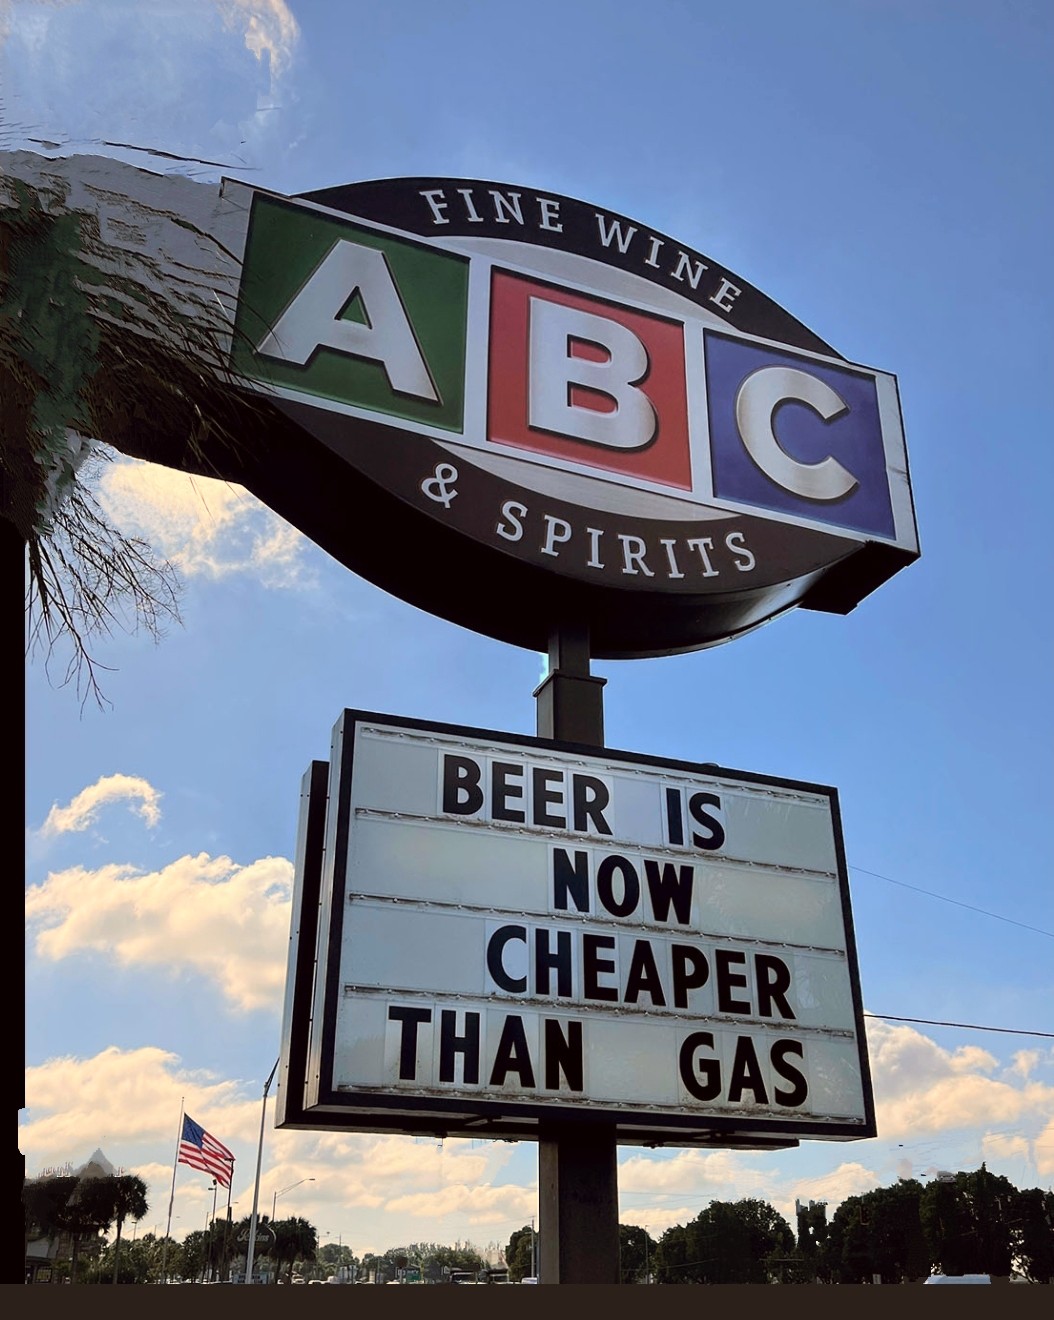 FINE WINE
ABC
& SPIRITS
BEER IS
NOW
CHEAPER
THAN GAS